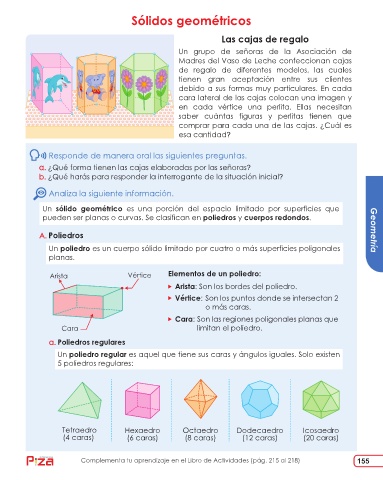 Sólidos geométricos
Las cajas de regalo
Un grupo de señoras de la Asociación de
Madres del Vaso de Leche confeccionan cajas
de regalo de diferentes modelos, las cuales
tienen gran aceptación entre sus clientes
debido a sus formas muy particulares. En cada
cara lateral de las cajas colocan una imagen y
en cada vértice una perlita. Ellas necesitan
saber cuántas figuras y perlitas tienen que
comprar para cada una de las cajas. ¿Cuál es
esa cantidad?
Responde de manera oral las siguientes preguntas.
a. ¿Qué forma tienen las cajas elaboradas por las señoras?
b. ¿Qué harás para responder la interrogante de la situación inicial?
Analiza la siguiente información.
Un sólido geométrico es una porción del espacio limitado por superficies que
pueden ser planas o curvas. Se clasifican en poliedros y cuerpos redondos.
A. Poliedros
Un poliedro es un cuerpo sólido limitado por cuatro o más superficies poligonales
planas.
Arista
Vértice
Cara
Elementos de un poliedro:
Arista: Son los bordes del poliedro.
Vértice: Son los puntos donde se intersectan 2
o más caras.
Cara: Son las regiones poligonales planas que
limitan el poliedro.
a. Poliedros regulares
Un poliedro regular es aquel que tiene sus caras y ángulos iguales. Solo existen
5 poliedros regulares:
Tetraedro Hexaedro Octaedro Dodecaedro Icosaedro
(4 caras) (6 caras) (8 caras) (12 caras) (20 caras)
Geometría
Complementa tu aprendizaje en el Libro de Actividades (pág. 215 al 218)
155